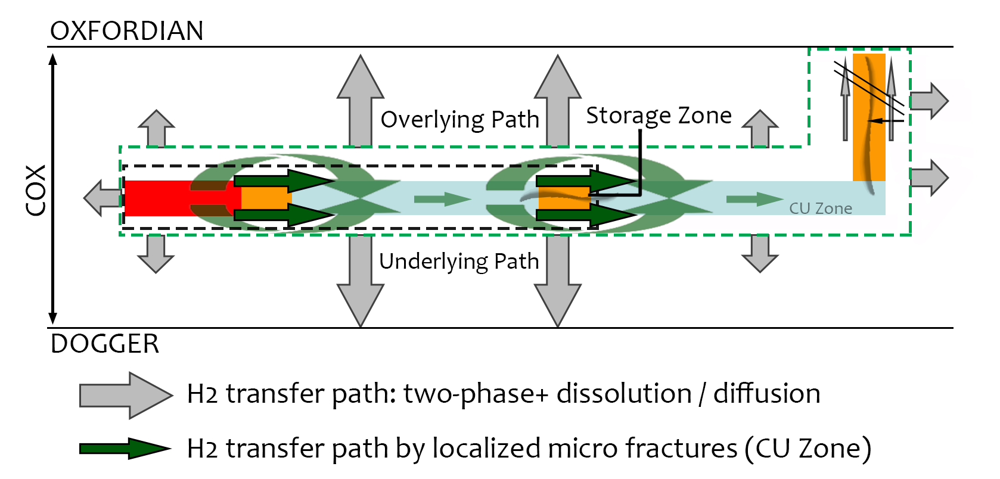 OXFORDIAN
Overlying Path
Storage Zone
COX
CU Zone
Underlying Path
DOGGER
H2 transfer path: two-phase+ dissolution / diffusion
H2 transfer path by localized micro fractures (CU Zone)